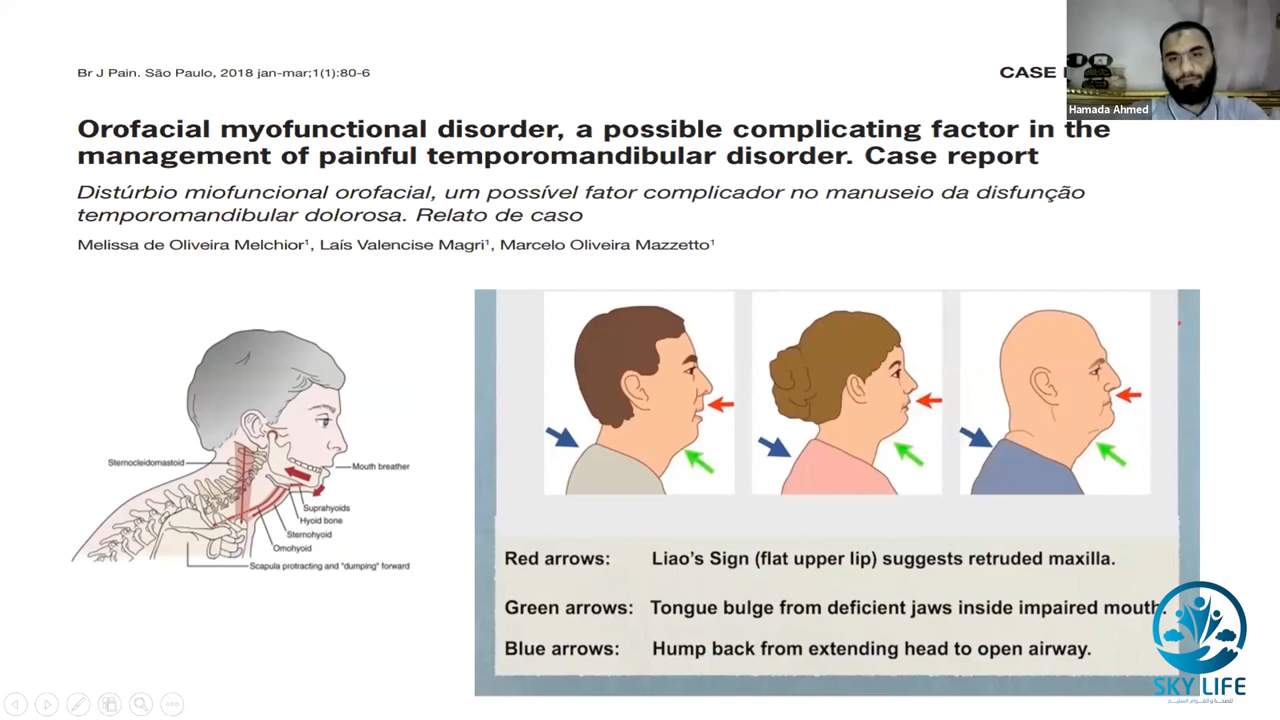 Br J Pain. São Paulo, 2018 jan-mar;1(1):80-6
CASE
Hamada Ahmed
Orofacial myofunctional disorder, a possible complicating factor in the
management of painful temporomandibular disorder. Case report
Distúrbio miofuncional orofacial, um possível fator complicador no manuseio da disfunção
temporomandibular dolorosa. Relato de caso
Melissa de Oliveira Melchior¹, Laís Valencise Magri¹, Marcelo Oliveira Mazzetto¹
Sternocleidomastoid
Mouth breather
Suprahyoids
Hyoid bone
Sternohyoid
Omohyoid
Scapula protracting and "dumping" forward
Red arrows: Liao's Sign (flat upper lip) suggests retruded maxilla.
Green arrows: Tongue bulge from deficient jaws inside impaired mouth.
Blue arrows: Hump back from extending head to open airway.
SKY LIFE